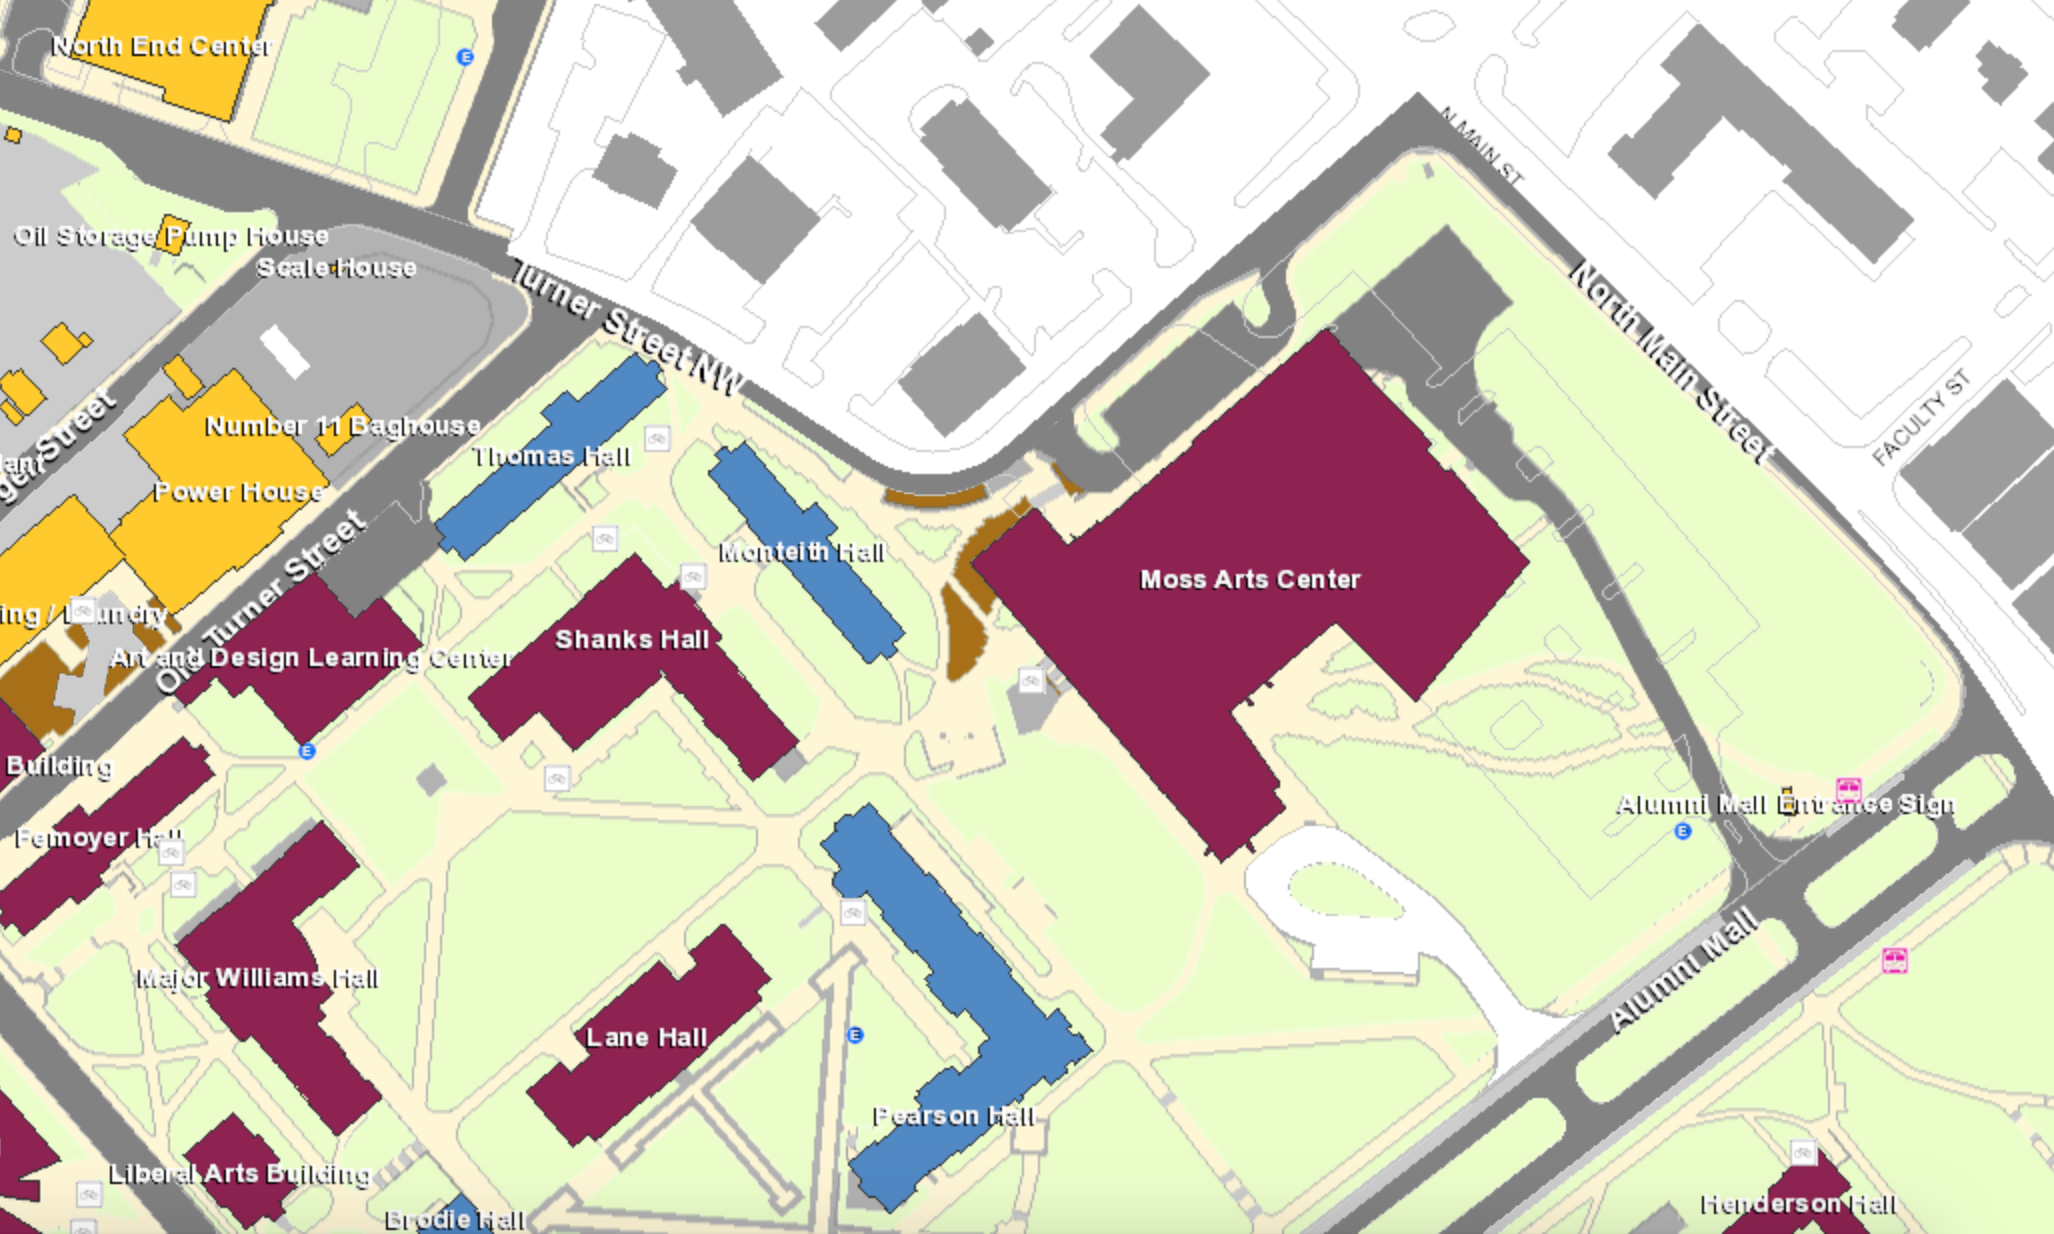 North End Center
E
N MAIN ST
Oil Storage Pump House
Scale House
Turner Street NW
North Main Street
FACULTY ST
Number 11 Baghouse
Thomas Hall
Power House
Monteith Hall
Moss Arts Center
Street
Shanks Hall
Old Turner Street
Art and Design Learning Center
E
Building
Alumni Mall Entrance Sign
E
Femoyer Hall
Alumni Mall
Major Williams Hall
Lane Hall
E
Pearson Hall
Liberal Arts Building
Henderson Hall
Brodie Hall